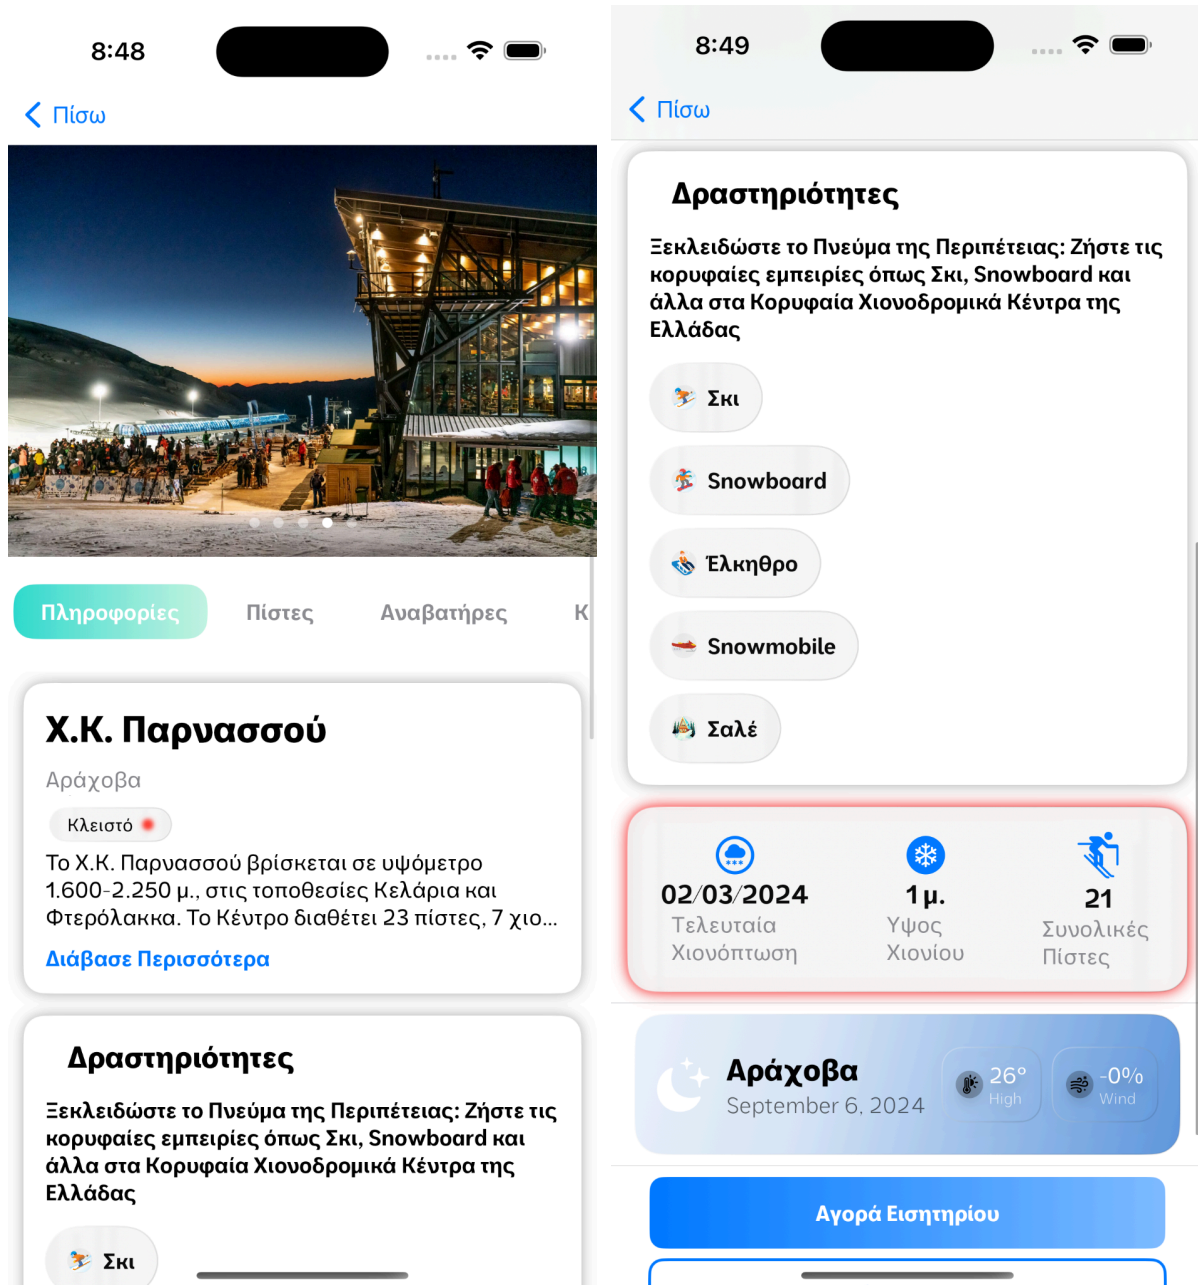 8:48
Πίσω
Πληροφορίες
Πίστες
Αναβατήρες
Κ
Χ.Κ. Παρνασσού
Αράχοβα
Κλειστό
Το Χ.Κ. Παρνασσού βρίσκεται σε υψόμετρο
1.600-2.250 μ., στις τοποθεσίες Κελάρια και
Φτερόλακκα. Το Κέντρο διαθέτει 23 πίστες, 7 χιο...
Διάβασε Περισσότερα
Δραστηριότητες
Ξεκλειδώστε το Πνεύμα της Περιπέτειας: Ζήστε τις
κορυφαίες εμπειρίες όπως Σκι, Snowboard και
άλλα στα Κορυφαία Χιονοδρομικά Κέντρα της
Ελλάδας
Σκι
8:49
Πίσω
Δραστηριότητες
Ξεκλειδώστε το Πνεύμα της Περιπέτειας: Ζήστε τις
κορυφαίες εμπειρίες όπως Σκι, Snowboard και
άλλα στα Κορυφαία Χιονοδρομικά Κέντρα της
Ελλάδας
Σκι
Snowboard
Έλκηθρο
Snowmobile
Σαλέ
02/03/2024
Τελευταία
Χιονόπτωση
1 μ.
Υψος
Χιονίου
21
Συνολικές
Πίστες
Αράχοβα
September 6, 2024
26°
High
-0%
Wind
Αγορά Εισητηρίου